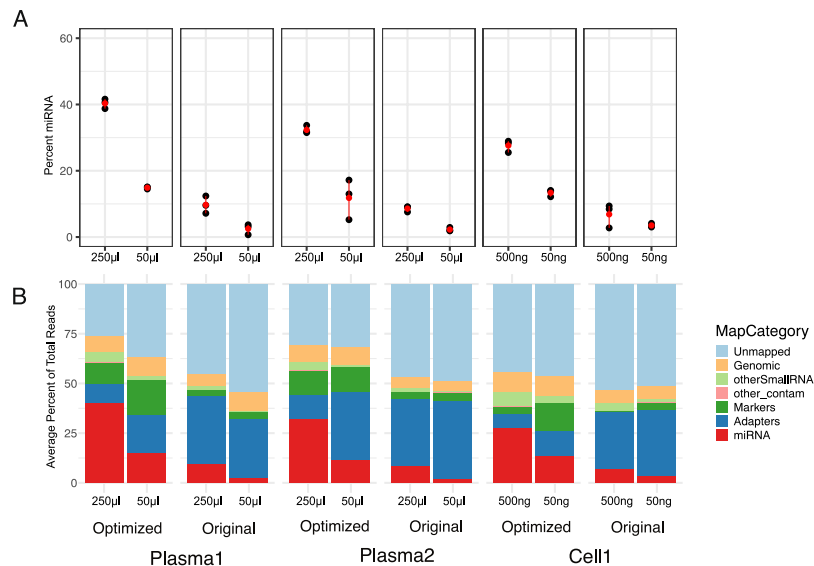 A
60
40
20
0
Percent miRNA
250µl 50µl 250µl 50µl 250µl 50µl 250µl 50µl 500ng 50ng 500ng 50ng
B
100
75
50
25
0
Average Percent of Total Reads
MapCategory
Unmapped
Genomic
otherSmallRNA
other_contam
Markers
Adapters
miRNA
250µl 50µl 250µl 50µl 250µl 50µl 250µl 50µl 500ng 50ng 500ng 50ng
Optimized Original Optimized Original Optimized Original
Plasma1 Plasma2 Cell1